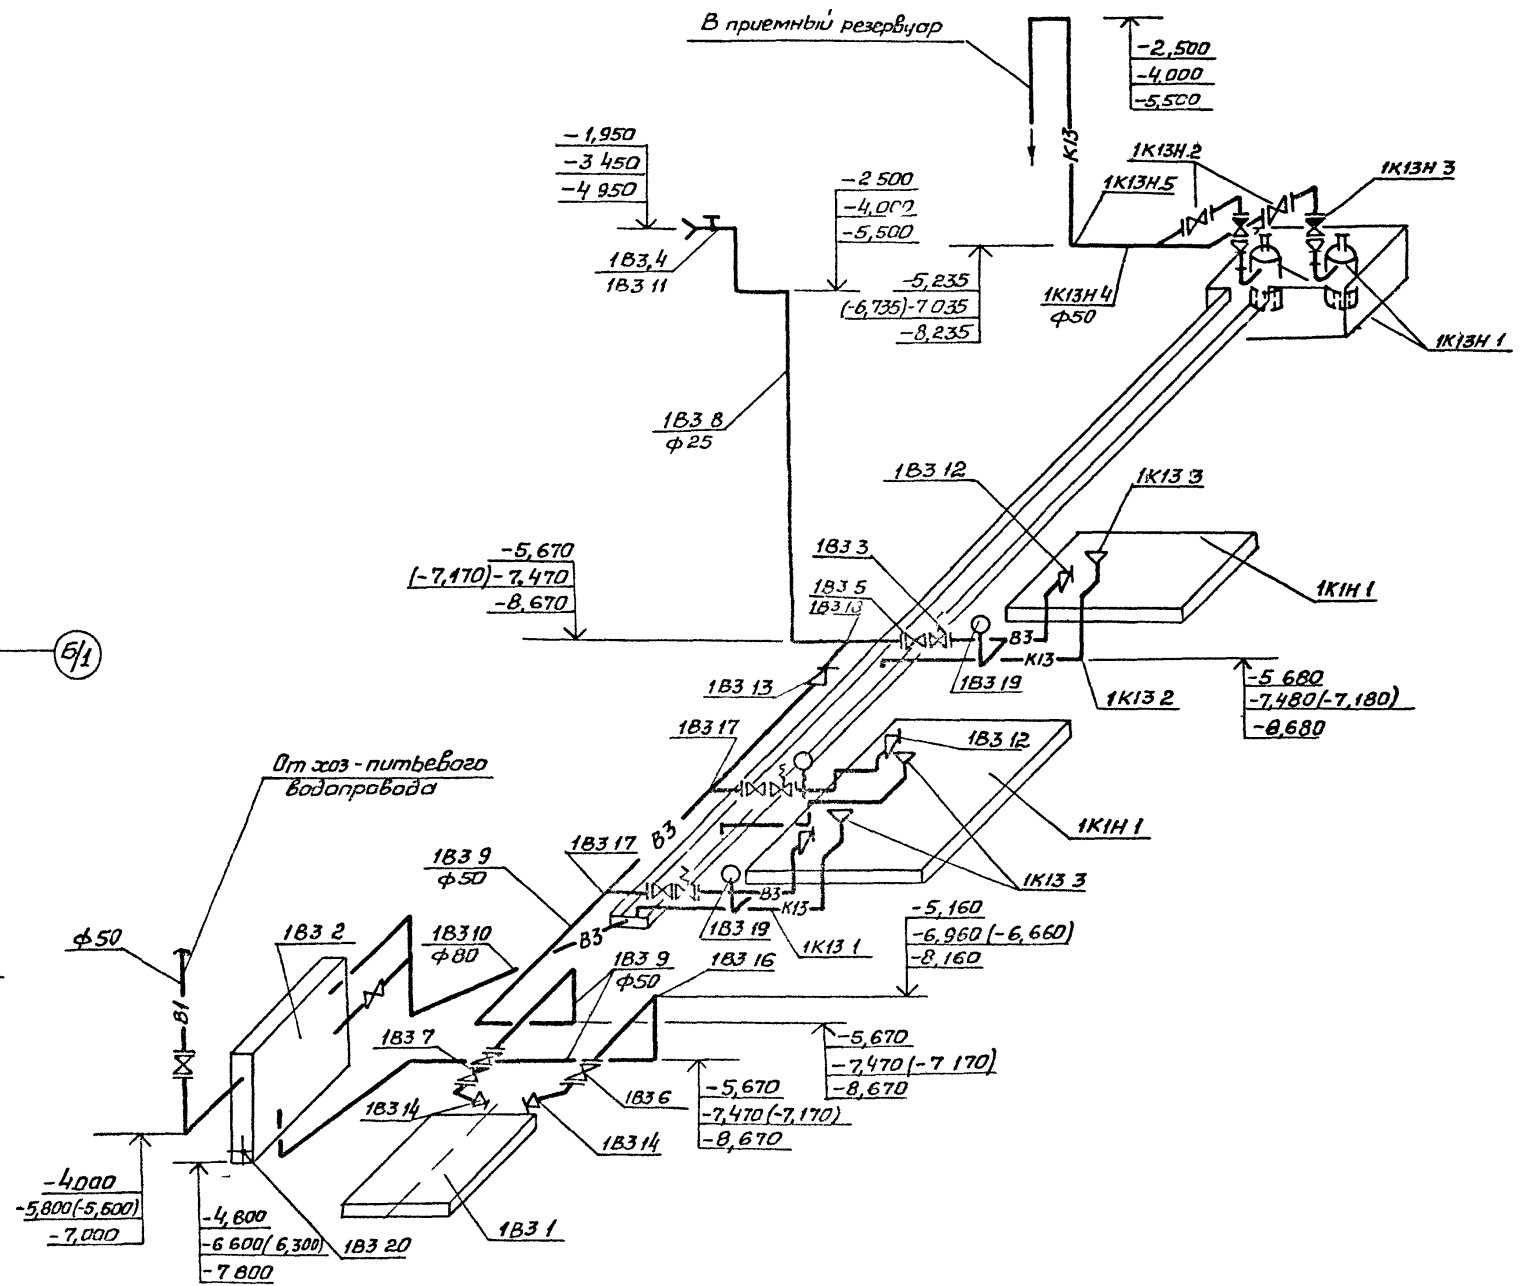 В приемный резервуар
-2,500
-4,000
-5,500
К13
1К13Н.2
1К13Н.5
1К13Н 3
-1,950
-3 450
-4 950
-2 500
-4,000
-5,500
1В3,4
1В3 11
-5,235
(-6,735)-7 035
-8,235
1К13Н 4
ф50
1К13Н 1
1В3 8
ф25
1В3 12
1К13 3
-5,670
(-7,170)-7,470
-8,670
1В3 3
1В3 5
1К1Н 1
Б/1
В3
К13
1В3 13
1В3 19
1К13 2
-5 680
-7,480(-7,180)
-8,680
1В3 17
1В3 12
От хоз-питьевого
водопровода
В3
1К1Н 1
1В3 9
ф50
1В3 17
1К13 3
В3
К13
ф50
1В3 2
1В3 10
ф80
В3
1В3 19
1К13 1
-5,160
-6,960(-6,660)
-8,160
1В3 9
ф50
1В3 16
В1
1В3 7
-5,670
-7,470(-7 170)
-8,670
1В3 14
1В3 6
-5,670
-7,470(-7,170)
-8,670
1В3 14
-4.000
-5,800(-5,500)
-7,000
-4,800
-6 600(6,300)
-7 800
1В3 20
1В3 1